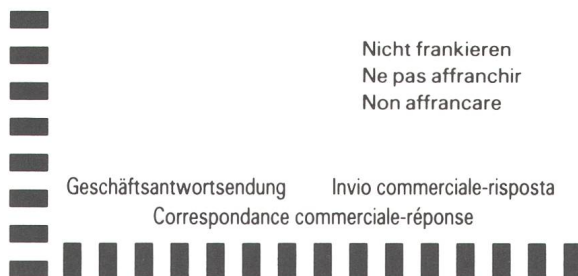 Nicht frankieren
Ne pas affranchir
Non affrancare
Geschäftsantwortsendung Invio commerciale-risposta
Correspondance commerciale-réponse